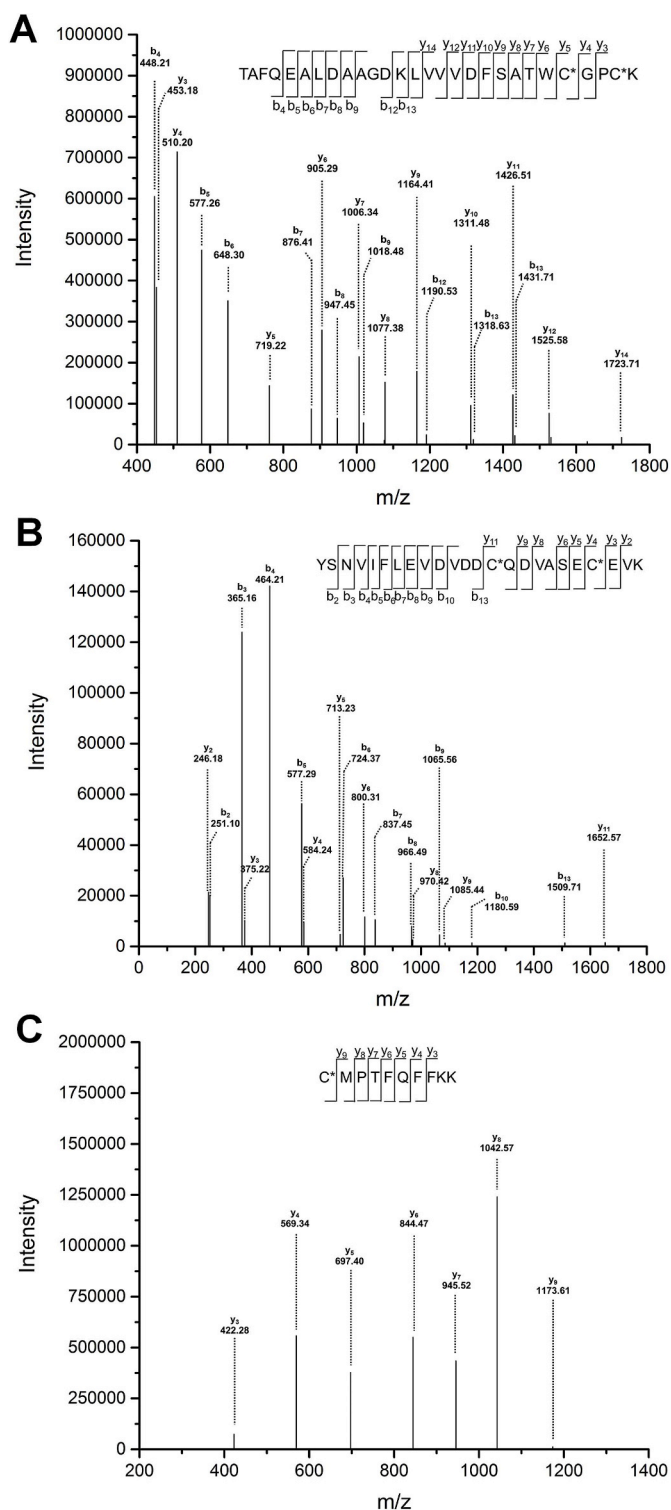 A
1000000
900000
800000
700000
600000
500000
400000
300000
200000
100000
0
Intensity
400 600 800 1000 1200 1400 1600 1800
m/z
y14 y12 y11 y10 y9 y8 y7 y6 y5 y4 y3
TAFQEALDAAGDKLVVVDFSATWC*GPC*K
b4 b5 b6 b7 b8 b9 b12 b13
b4
448.21
y3
453.18
y4
510.20
b5
577.26
b6
648.30
y5
719.22
b7
876.41
y6
905.29
b8
947.45
y7
1006.34
b9
1018.48
y8
1077.38
y9
1164.41
b12
1190.53
y10
1311.48
b13
1318.63
y11
1426.51
b13
1431.71
y12
1525.58
y14
1723.71
B
160000
140000
120000
100000
80000
60000
40000
20000
0
Intensity
0 200 400 600 800 1000 1200 1400 1600 1800
m/z
y11 y9 y8 y6 y5 y4 y3 y2
YSNVIFLEVDVDDC*QDVASEC*EVK
b2 b3 b4 b5 b6 b7 b8 b9 b10 b13
y2
246.18
b2
251.10
b3
365.16
y3
375.22
b4
464.21
b5
577.29
y4
584.24
y5
713.23
b6
724.37
y6
800.31
b7
837.45
b8
966.49
y8
970.42
b9
1065.56
y9
1085.44
b10
1180.59
b13
1509.71
y11
1652.57
C
2000000
1750000
1500000
1250000
1000000
750000
500000
250000
0
Intensity
200 400 600 800 1000 1200 1400
m/z
y9 y8 y7 y6 y5 y4 y3
C*MPTFQFFKK
y3
422.28
y4
569.34
y5
697.40
y6
844.47
y7
945.52
y8
1042.57
y9
1173.61